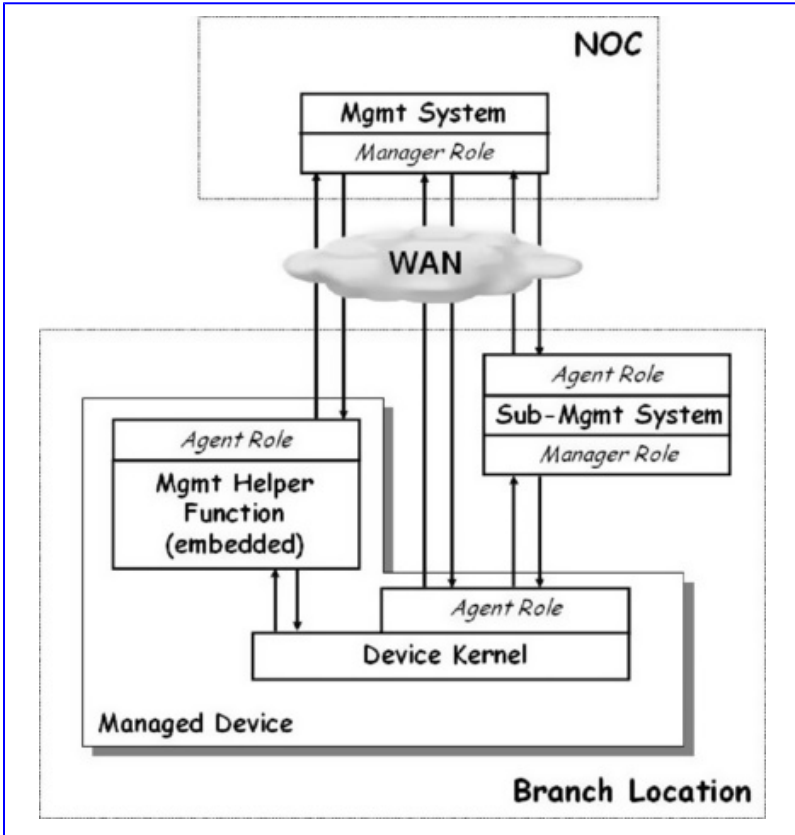 NOC
Mgmt System
Manager Role
WAN
Agent Role
Sub-Mgmt System
Manager Role
Agent Role
Mgmt Helper
Function
(embedded)
Agent Role
Device Kernel
Managed Device
Branch Location